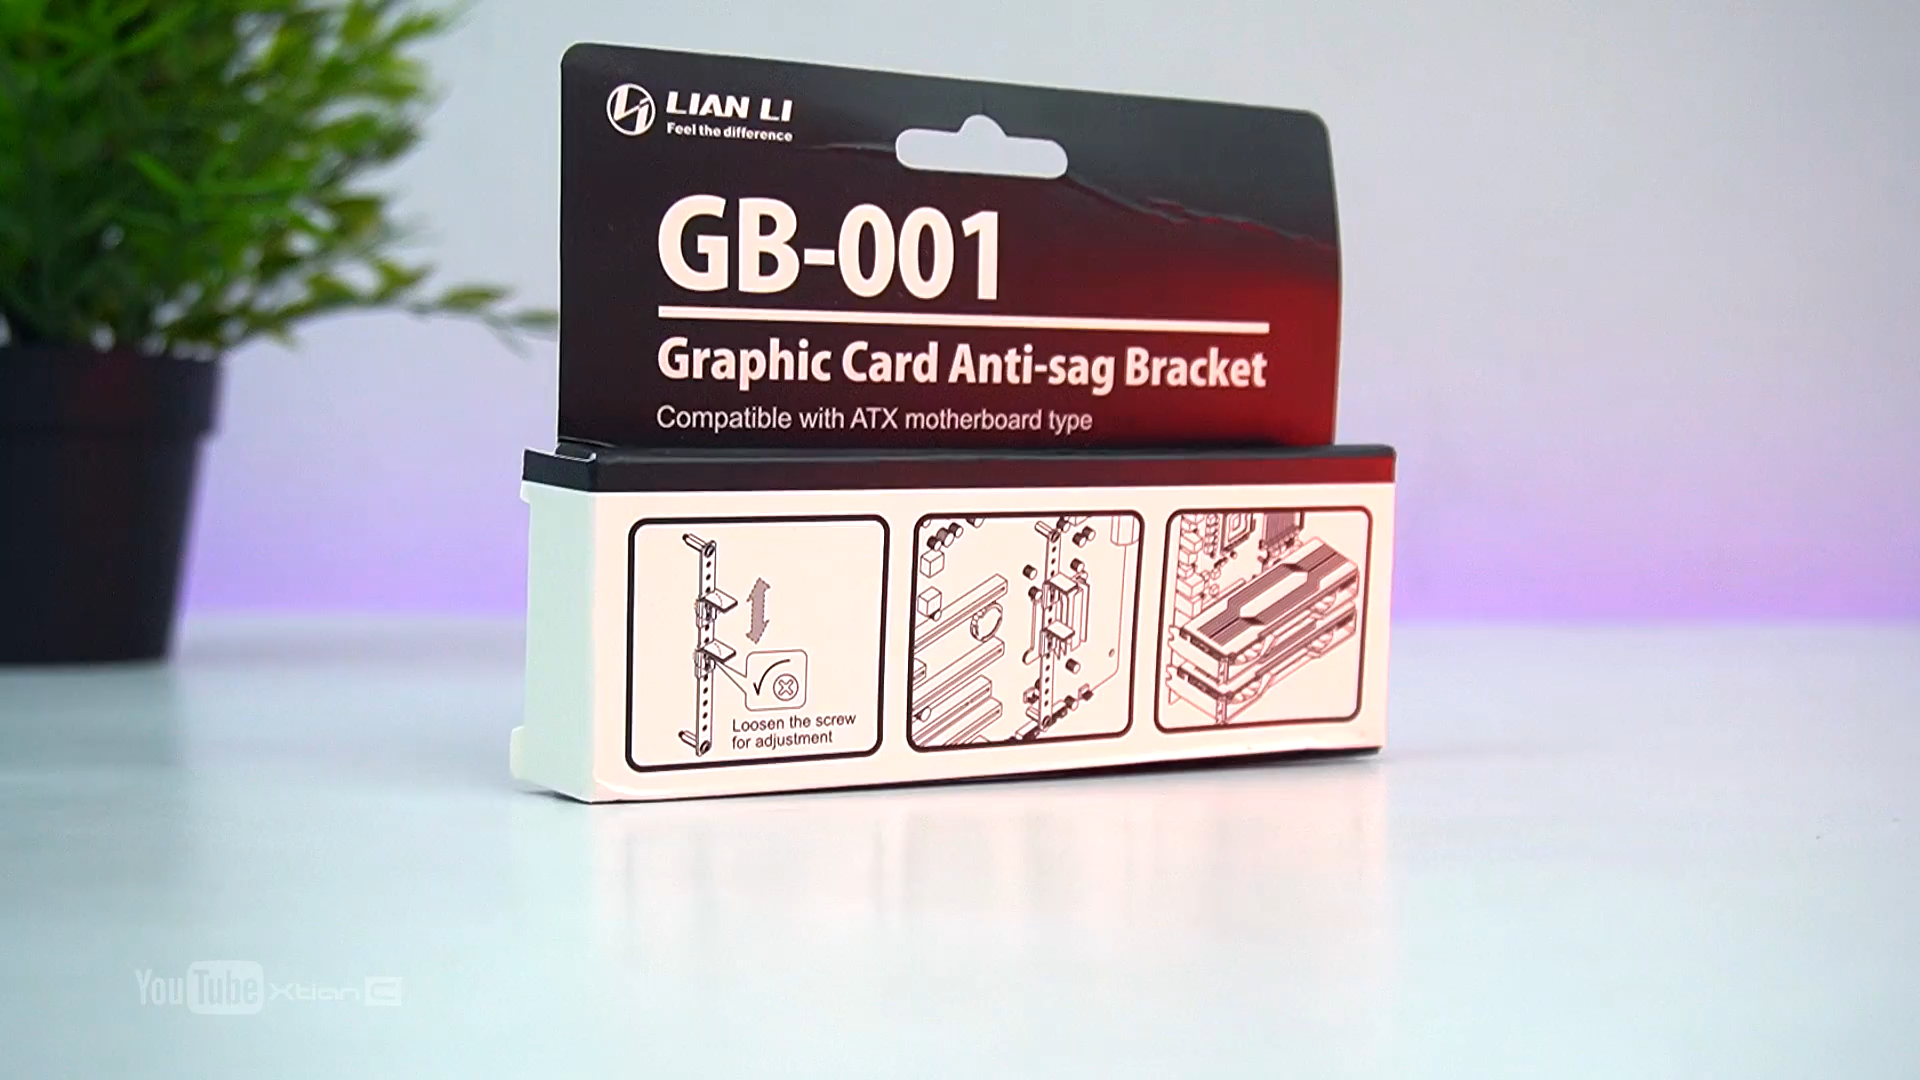 LIAN LI
Feel the difference
GB-001
Graphic Card Anti-sag Bracket
Compatible with ATX motherboard type
Loosen the screw
for adjustment
YouTube Xtian C